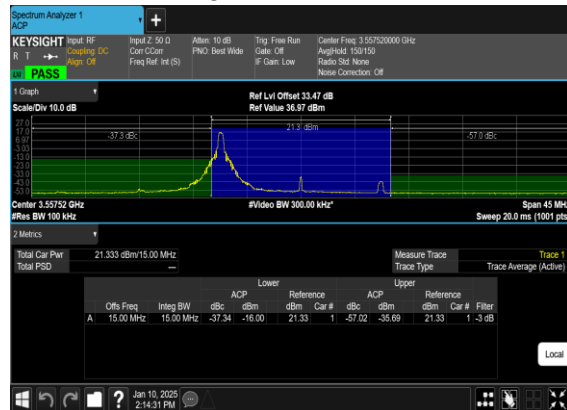 Spectrum Analyzer 1
ACP
KEYSIGHT Input: RF Input Z: 50 Ω Atten: 10 dB Trig: Free Run Center Freq: 3.557520000 GHz
R T Coupling: DC Corr CCorr PNO: Best Wide Gate: Off Avg|Hold: 150/150
Align: Off Freq Ref: Int (S) IF Gain: Low Radio Std: None
PASS Noise Correction: Off
1 Graph Ref Lvl Offset 33.47 dB
Scale/Div 10.0 dB Ref Value 36.97 dBm
27.0
17.0
6.97
-3.03
-13.0
-23.0
-33.0
-43.0
-53.0
-37.3 dBc 21.3 dBm -57.0 dBc
Center 3.55752 GHz #Video BW 300.00 kHz* Span 45 MHz
#Res BW 100 kHz Sweep 20.0 ms (1001 pts
2 Metrics
Total Car Pwr 21.333 dBm/15.00 MHz Measure Trace Trace 1
Total PSD --- Trace Type Trace Average (Active)
Lower Upper
ACP Reference ACP Reference
Offs Freq Integ BW dBc dBm dBm Car # dBc dBm dBm Car # Filter
A 15.00 MHz 15.00 MHz -37.34 -16.00 21.33 1 -57.02 -35.69 21.33 1 -3 dB
Local
? Jan 10, 2025
2:14:31 PM